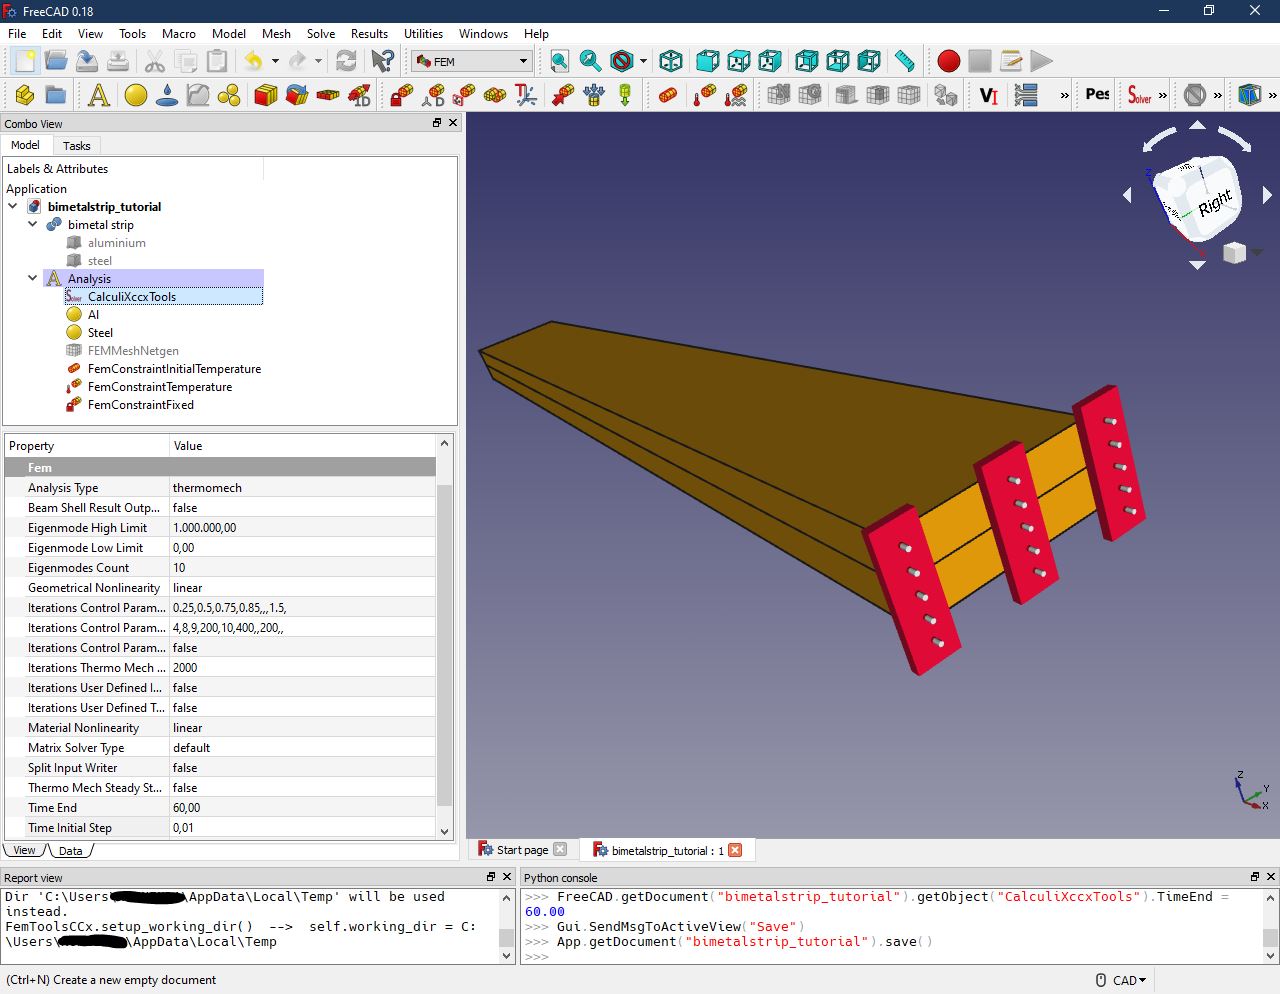 FreeCAD 0.18
File Edit View Tools Macro Model Mesh Solve Results Utilities Windows Help
FEM
A
1D
D
VI
Pes
Solver
»
Combo View
Model Tasks
Labels & Attributes
Application
bimetalstrip_tutorial
bimetal strip
aluminium
steel
Analysis
Solver CalculiXccxTools
Al
Steel
FEMMeshNetgen
FemConstraintInitialTemperature
FemConstraintTemperature
FemConstraintFixed
Property Value
Fem
Analysis Type thermomech
Beam Shell Result Outp... false
Eigenmode High Limit 1.000.000,00
Eigenmode Low Limit 0,00
Eigenmodes Count 10
Geometrical Nonlinearity linear
Iterations Control Param... 0.25,0.5,0.75,0.85,,,1.5,
Iterations Control Param... 4,8,9,200,10,400,,200,,
Iterations Control Param... false
Iterations Thermo Mech ... 2000
Iterations User Defined I... false
Iterations User Defined T... false
Material Nonlinearity linear
Matrix Solver Type default
Split Input Writer false
Thermo Mech Steady St... false
Time End 60,00
Time Initial Step 0,01
View Data
Right
Z
Z
Y
X
Start page
bimetalstrip_tutorial : 1
Report view
Dir 'C:\Users\ \AppData\Local\Temp' will be used
instead.
FemToolsCCx.setup_working_dir() --> self.working_dir = C:
\Users\ \AppData\Local\Temp
Python console
>>> FreeCAD.getDocument("bimetalstrip_tutorial").getObject("CalculiXccxTools").TimeEnd =
60.00
>>> Gui.SendMsgToActiveView("Save")
>>> App.getDocument("bimetalstrip_tutorial").save()
>>>
(Ctrl+N) Create a new empty document
CAD